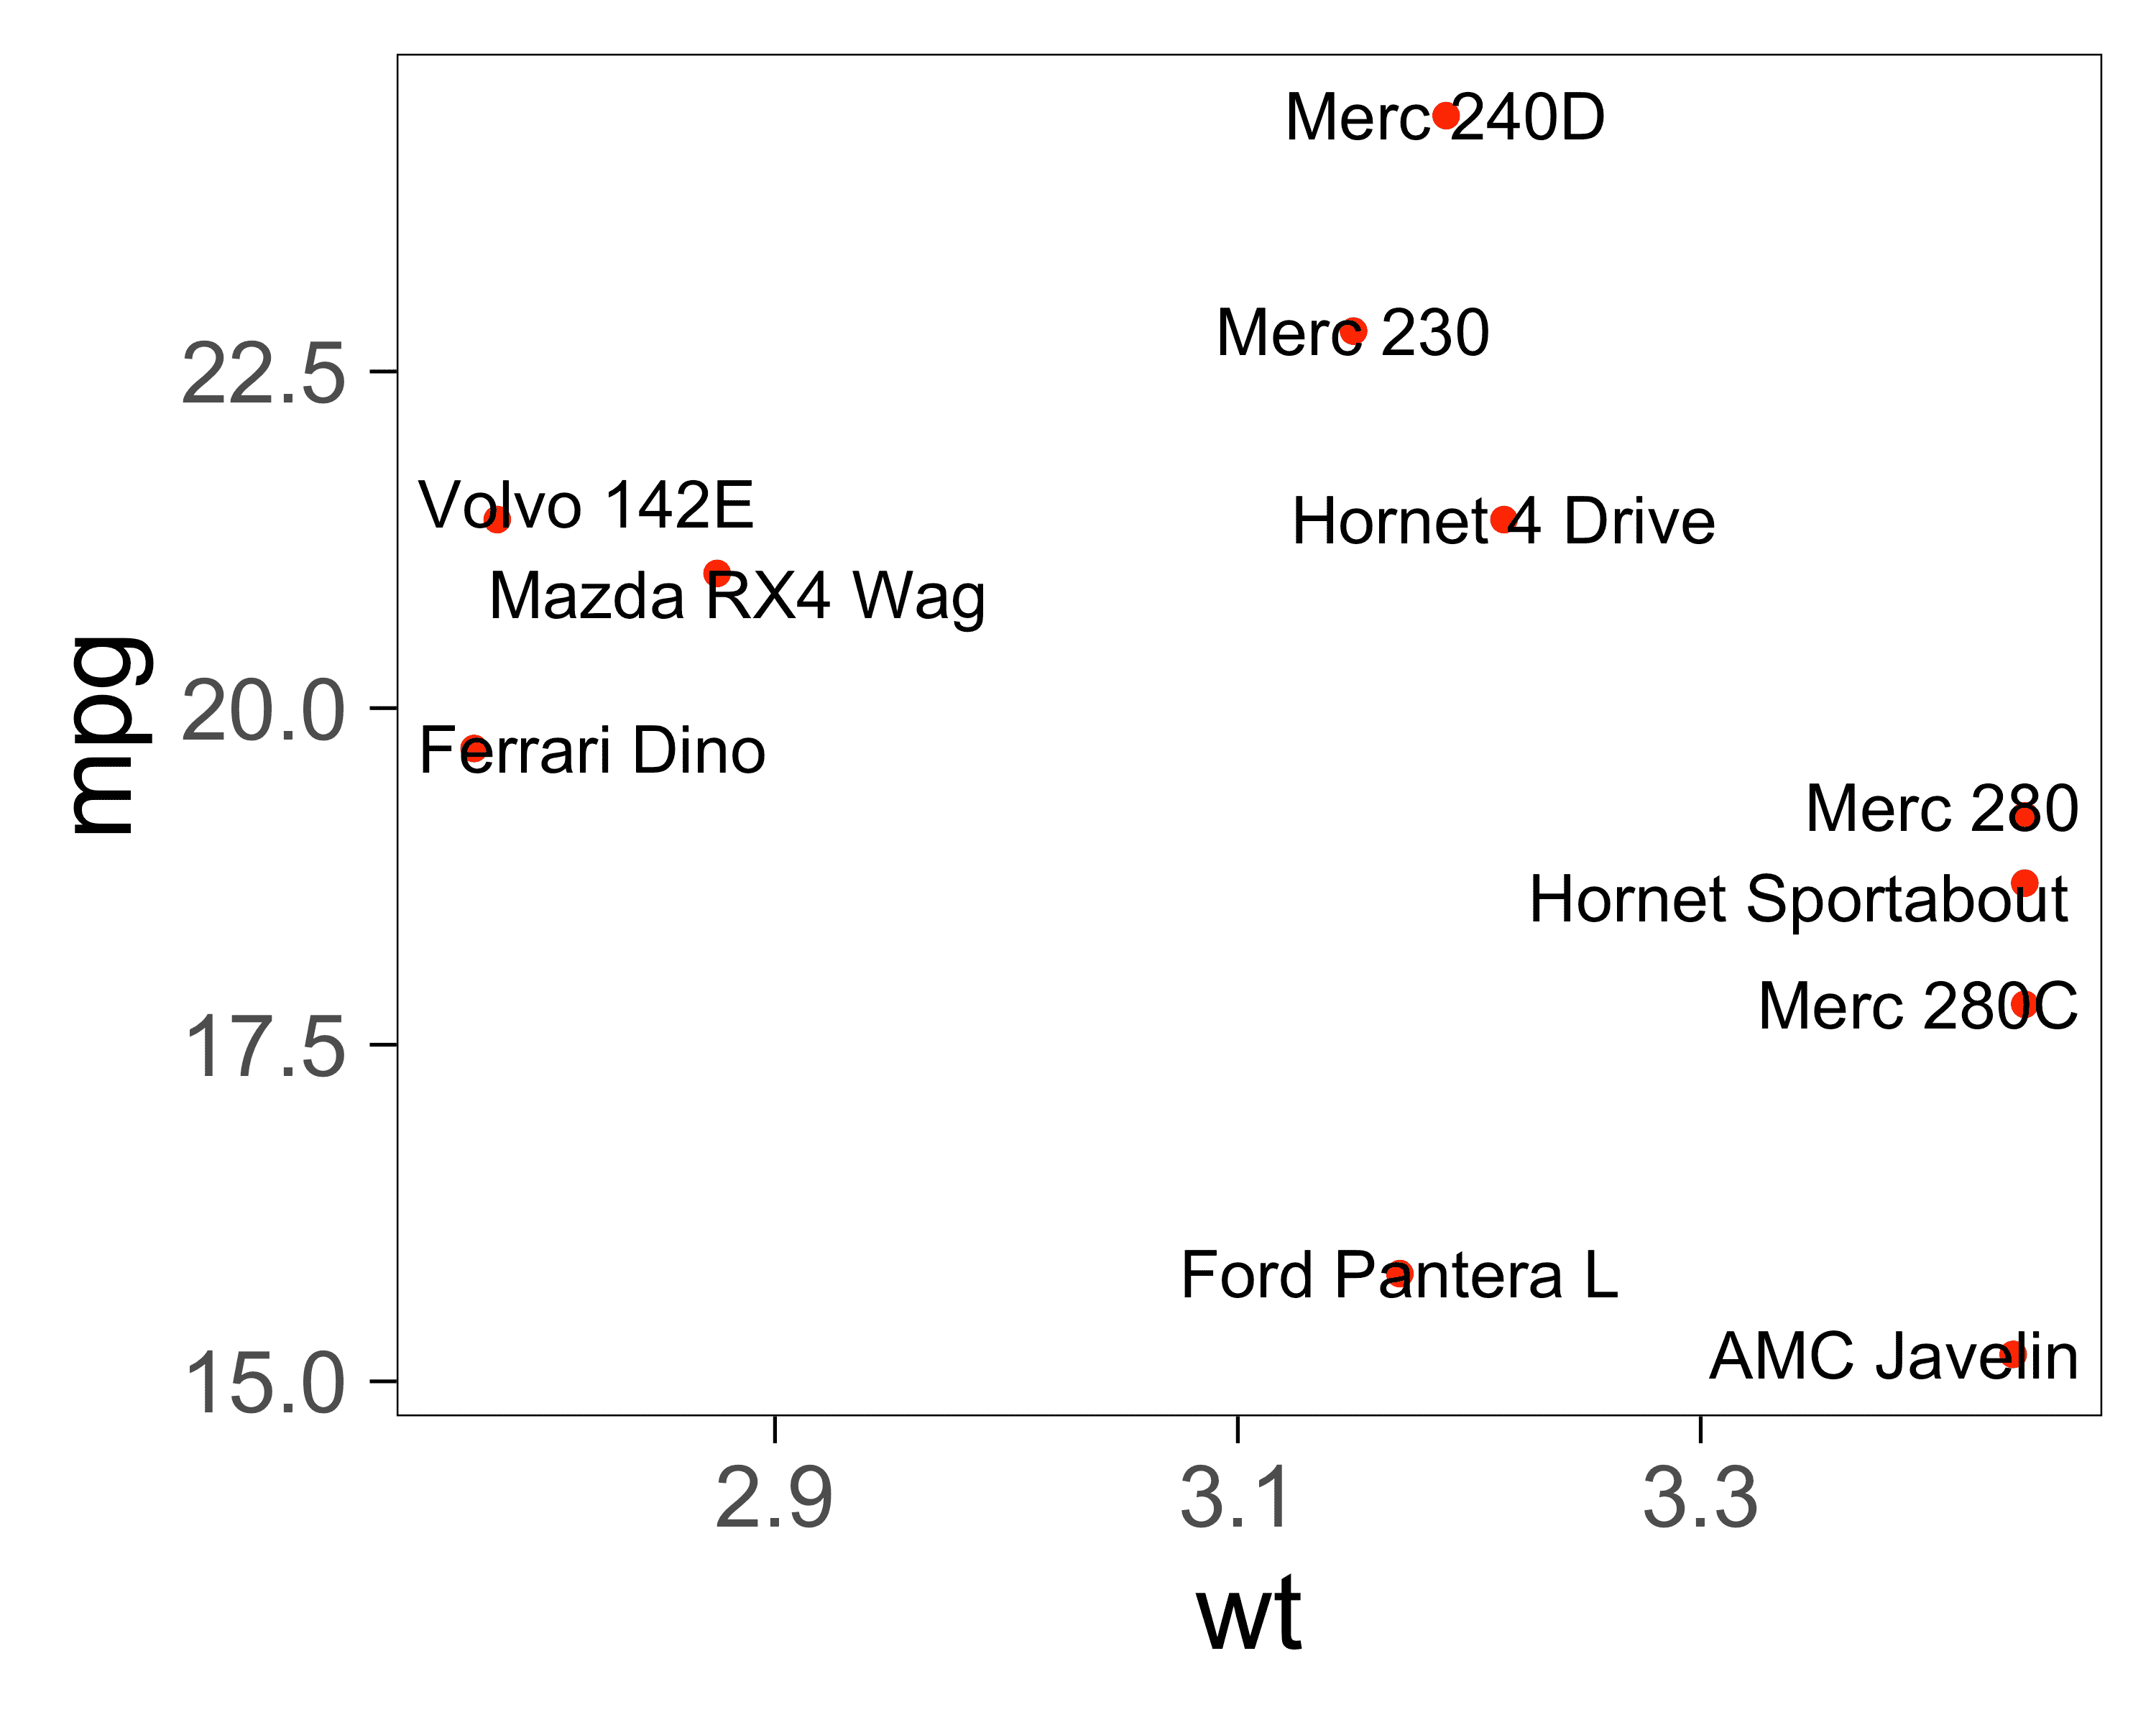 Merc 240D
Merc 230
22.5
Volvo 142E
Hornet 4 Drive
Mazda RX4 Wag
mpg
20.0
Ferrari Dino
Merc 280
Hornet Sportabout
Merc 280C
17.5
Ford Pantera L
AMC Javelin
15.0
2.9 3.1 3.3
wt